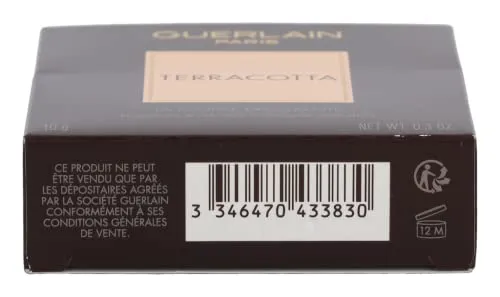 GUERLAIN
PARIS
TERRACOTTA
10 g
NET WT. 0.3 OZ.
CE PRODUIT NE PEUT
ÊTRE VENDU QUE PAR
LES DÉPOSITAIRES AGRÉÉS
PAR LA SOCIÉTÉ GUERLAIN
CONFORMÉMENT À SES
CONDITIONS GÉNÉRALES
DE VENTE.
3 346470 433830
12 M